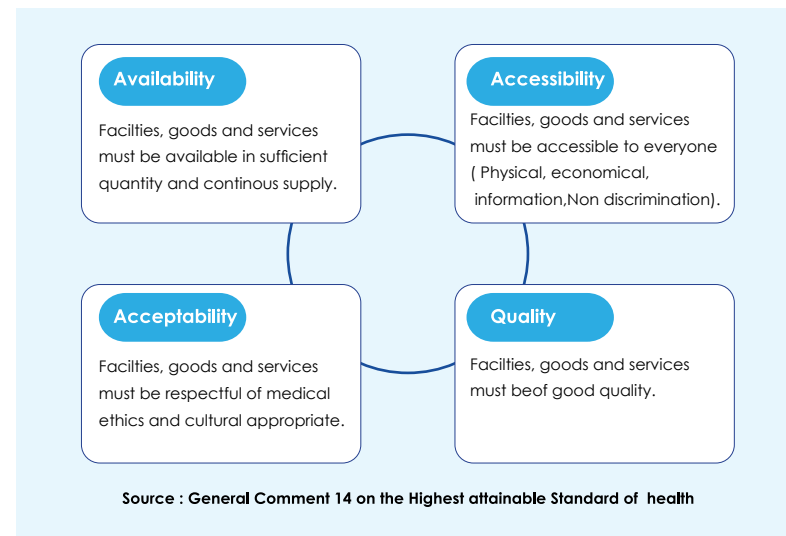 Availability
Facilties, goods and services
must be available in sufficient
quantity and continous supply.
Accessibility
Facilties, goods and services
must be accessible to everyone
( Physical, economical,
information,Non discrimination).
Acceptability
Facilties, goods and services
must be respectful of medical
ethics and cultural appropriate.
Quality
Facilties, goods and services
must beof good quality.
Source : General Comment 14 on the Highest attainable Standard of health